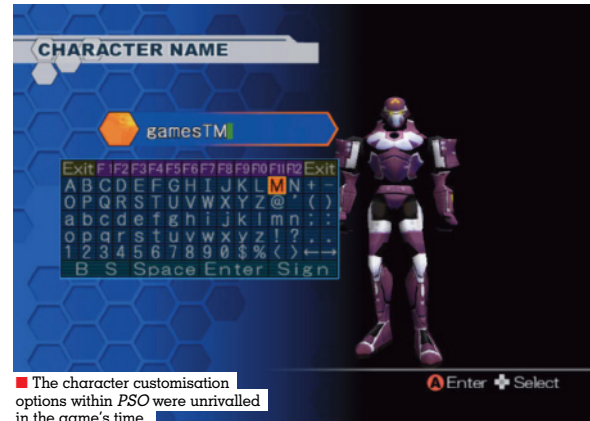 CHARACTER NAME
gamesTM
Exit F1 F2 F3 F4 F5 F6 F7 F8 F9 F10 F11 F12 Exit
A B C D E F G H I J K L M N + -
O P Q R S T U V W X Y Z @ " ( )
a b c d e f g h i j k l m n : ;
o p q r s t u v w x y z ! ? . ,
1 2 3 4 5 6 7 8 9 0 $ % < > ← →
B S Space Enter Sign
A Enter Select
The character customisation
options within PSO were unrivalled
in the game's time